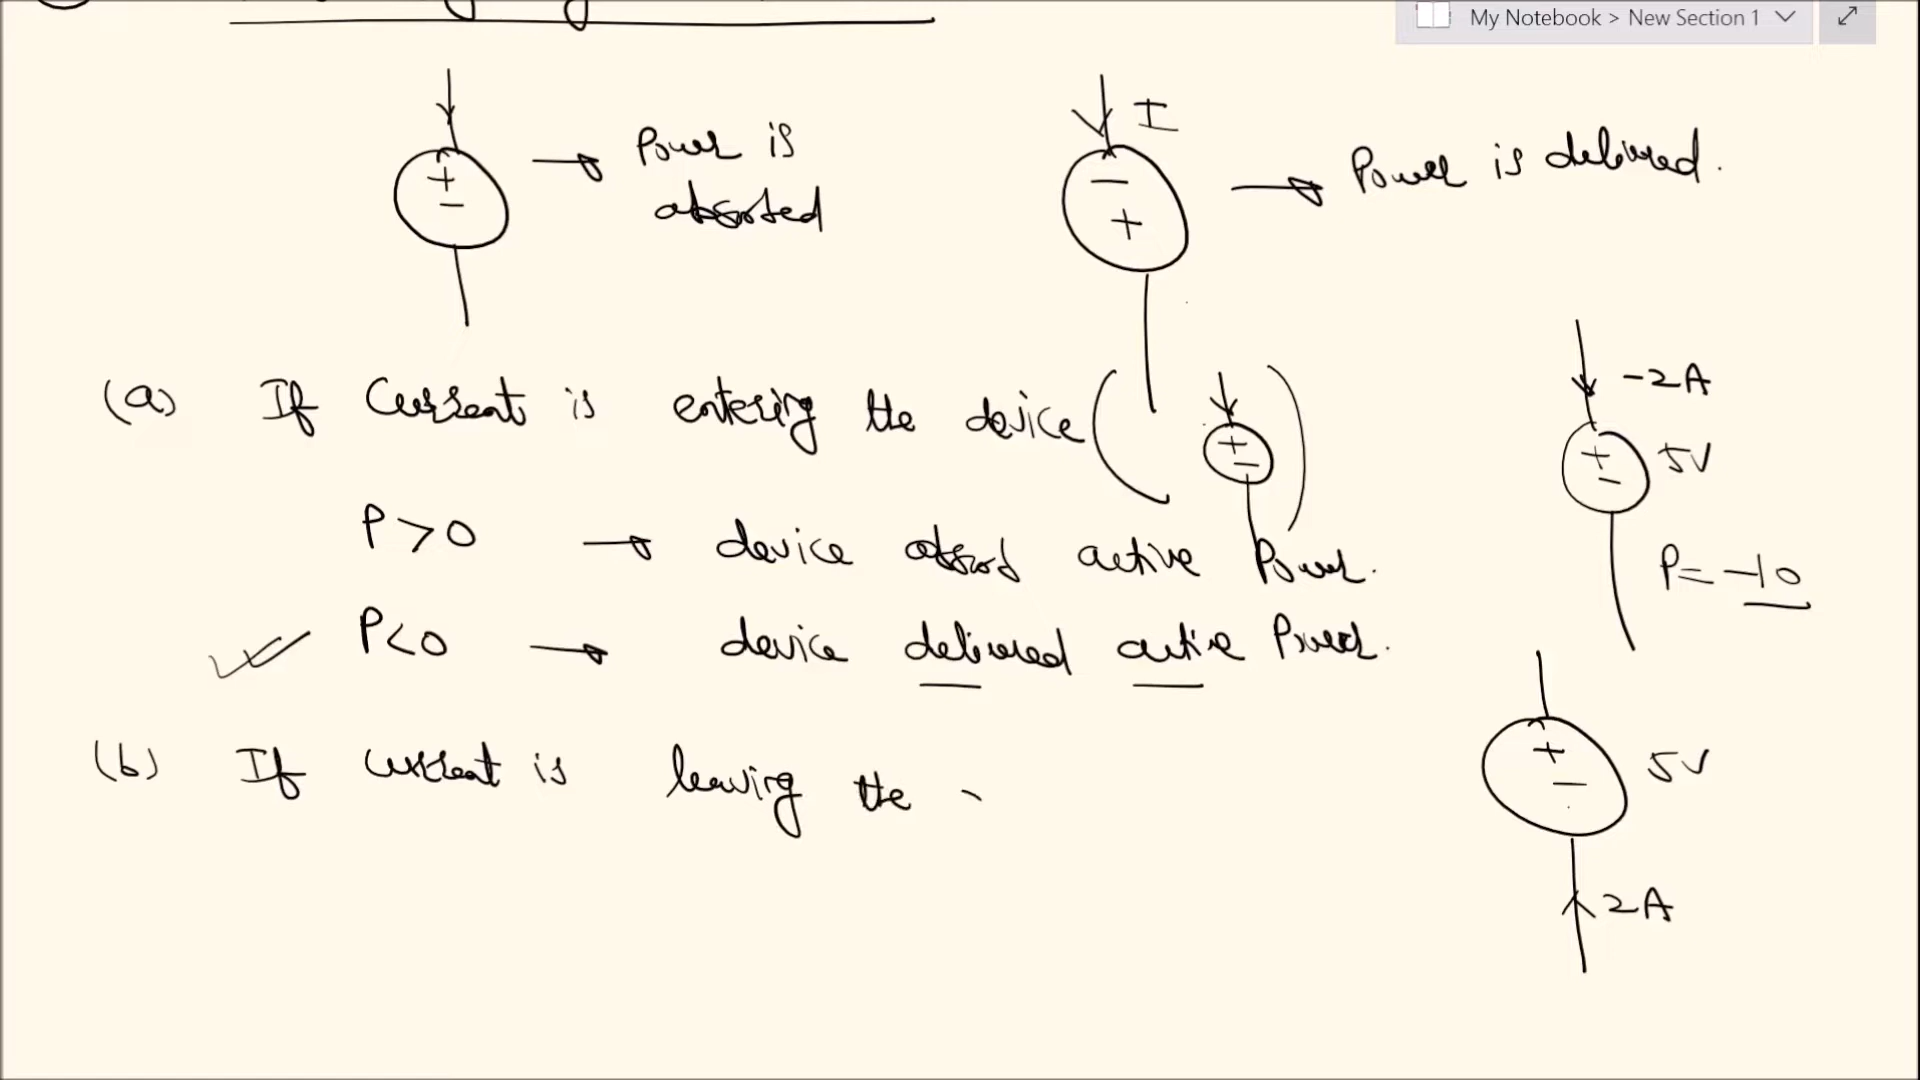 My Notebook > New Section 1
I
+
-
Power is
absorbed
-
+
Power is delivered.
-2A
(a) If Current is entering the device ( + - )
+
-
5V
P>0 → device absorb active Power.
P= -10
P<0 → device delivered active Power.
(b) If current is leaving the
+
-
5V
2A